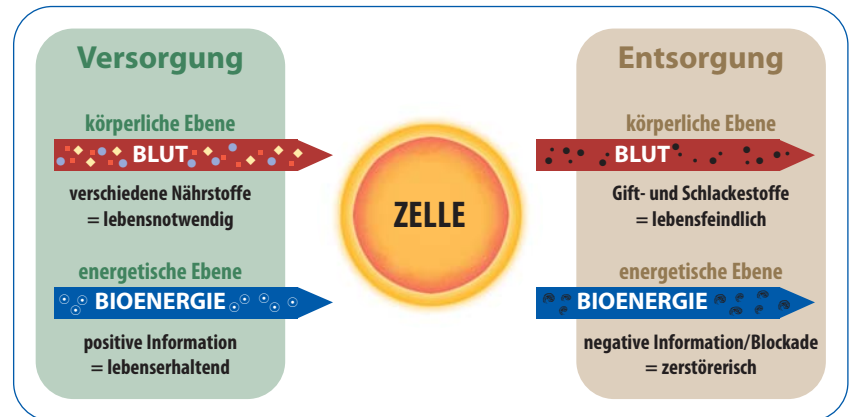 Versorgung
körperliche Ebene
BLUT
verschiedene Nährstoffe
= lebensnotwendig
energetische Ebene
BIOENERGIE
positive Information
= lebenserhaltend
ZELLE
Entsorgung
körperliche Ebene
BLUT
Gift- und Schlackestoffe
= lebensfeindlich
energetische Ebene
BIOENERGIE
negative Information/Blockade
= zerstörerisch